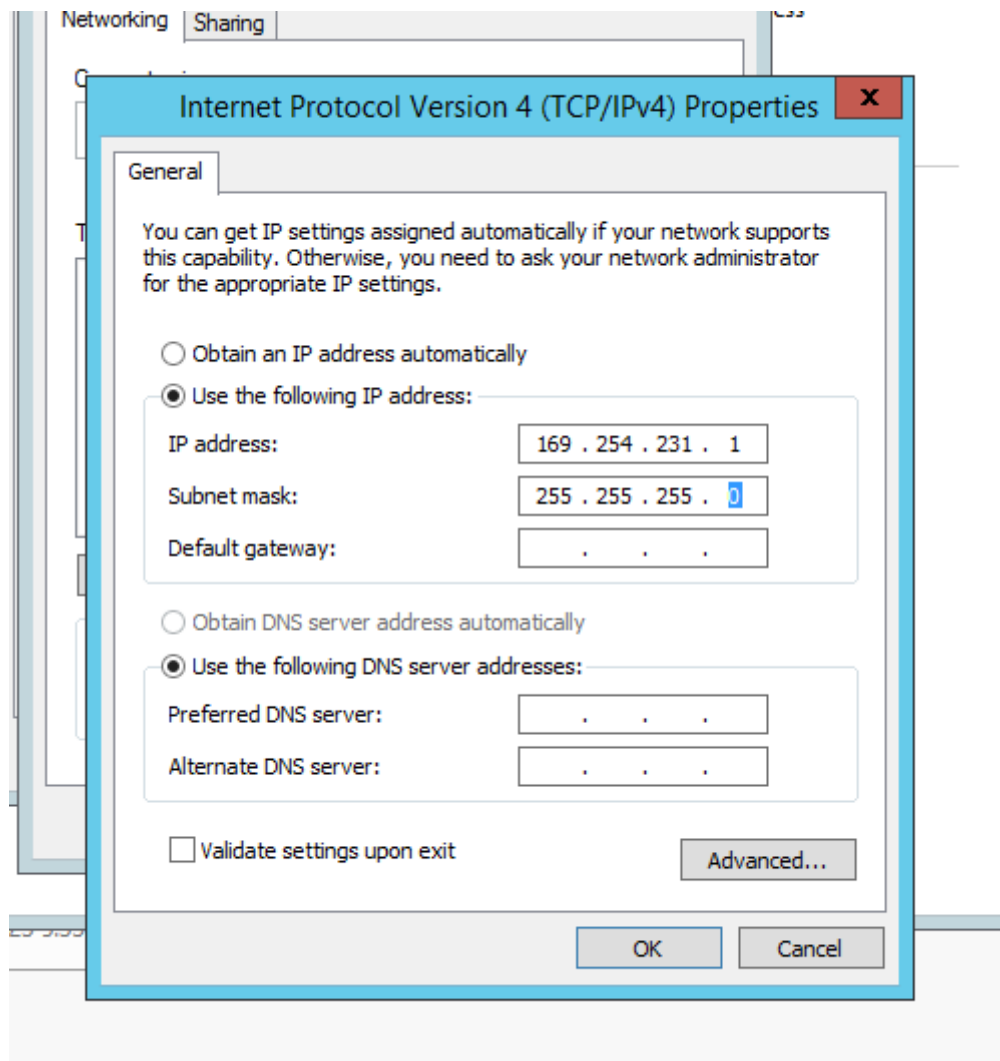 Networking
Sharing
Internet Protocol Version 4 (TCP/IPv4) Properties
x
General
You can get IP settings assigned automatically if your network supports
this capability. Otherwise, you need to ask your network administrator
for the appropriate IP settings.
Obtain an IP address automatically
Use the following IP address:
IP address: 169 . 254 . 231 . 1
Subnet mask: 255 . 255 . 255 . 0
Default gateway: . . .
Obtain DNS server address automatically
Use the following DNS server addresses:
Preferred DNS server: . . .
Alternate DNS server: . . .
Validate settings upon exit
Advanced...
OK Cancel